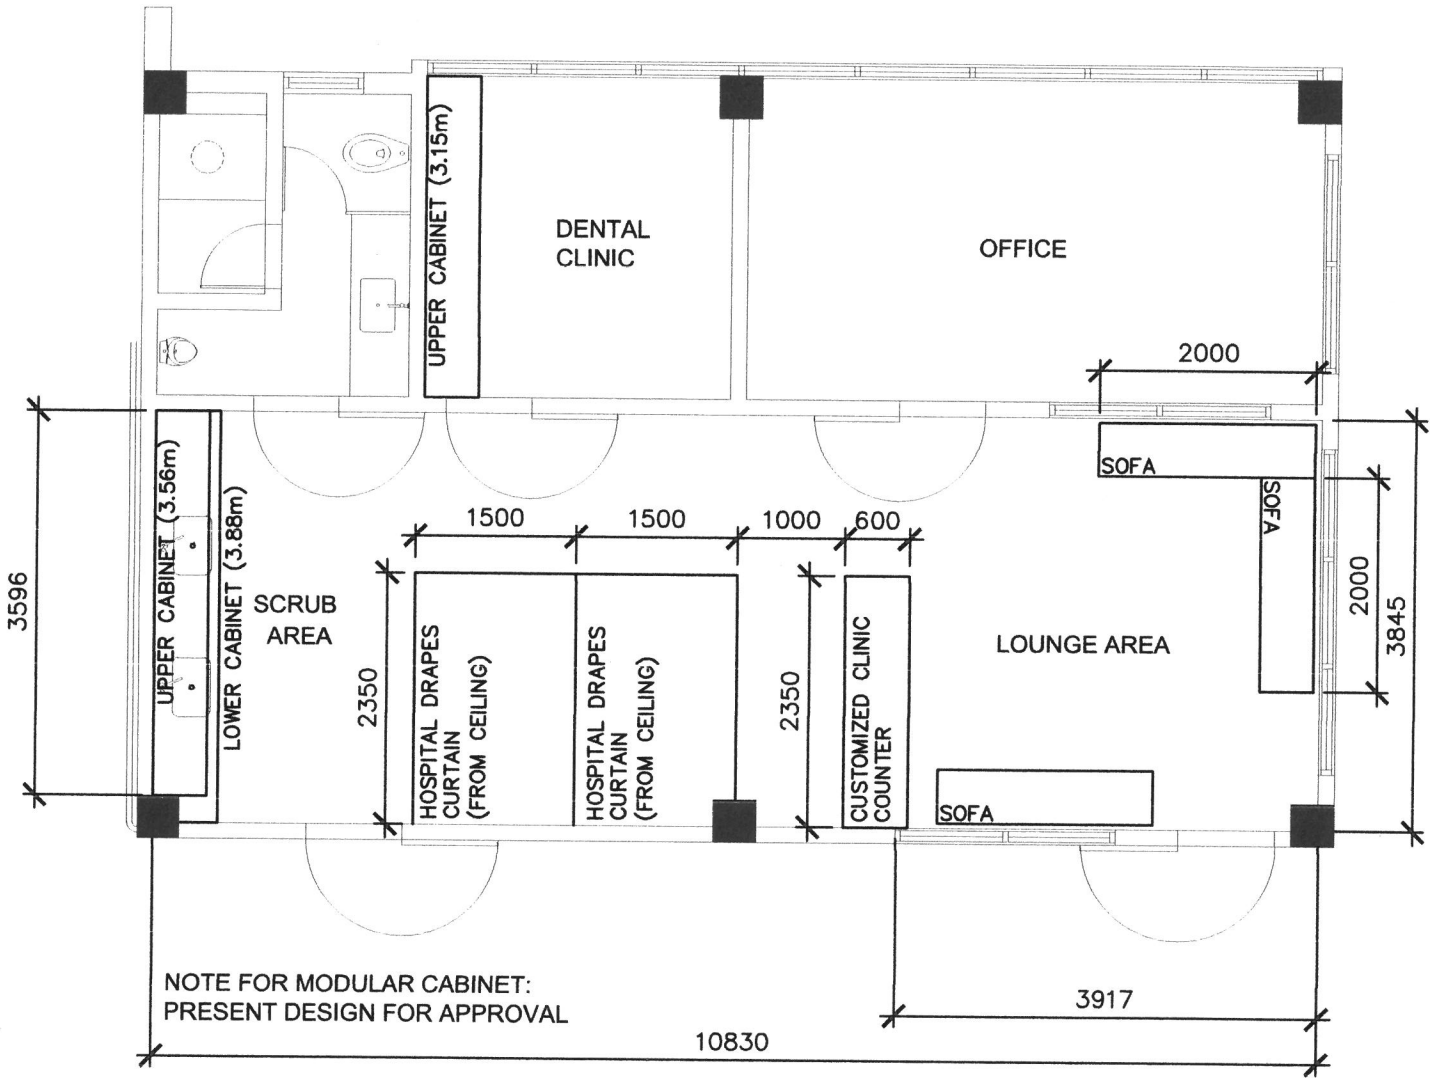 UPPER CABINET (3.15m)
DENTAL
CLINIC
OFFICE
2000
SOFA
SOFA
2000
3845
3596
UPPER CABINET (3.56m)
LOWER CABINET (3.88m)
SCRUB
AREA
1500
1500
1000
600
2350
HOSPITAL DRAPES
CURTAIN
(FROM CEILING)
HOSPITAL DRAPES
CURTAIN
(FROM CEILING)
2350
CUSTOMIZED CLINIC
COUNTER
LOUNGE AREA
SOFA
NOTE FOR MODULAR CABINET:
PRESENT DESIGN FOR APPROVAL
3917
10830